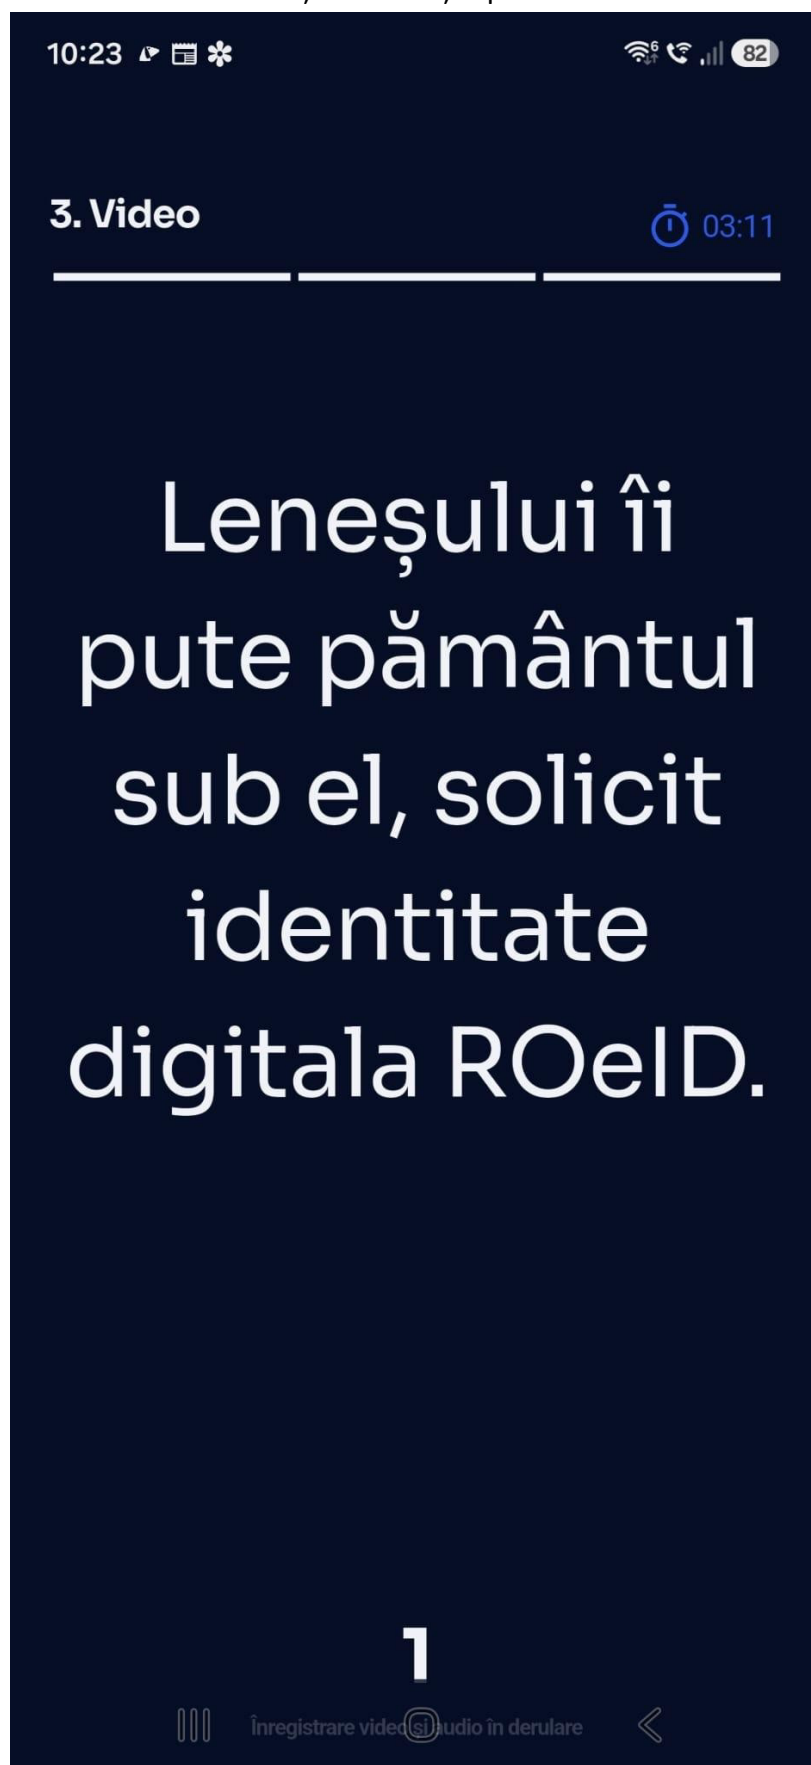 10:23 6 82
3. Video 03:11
Leneșului îi
pute pământul
sub el, solicit
identitate
digitala ROeID.
1
Înregistrare video și audio în derulare